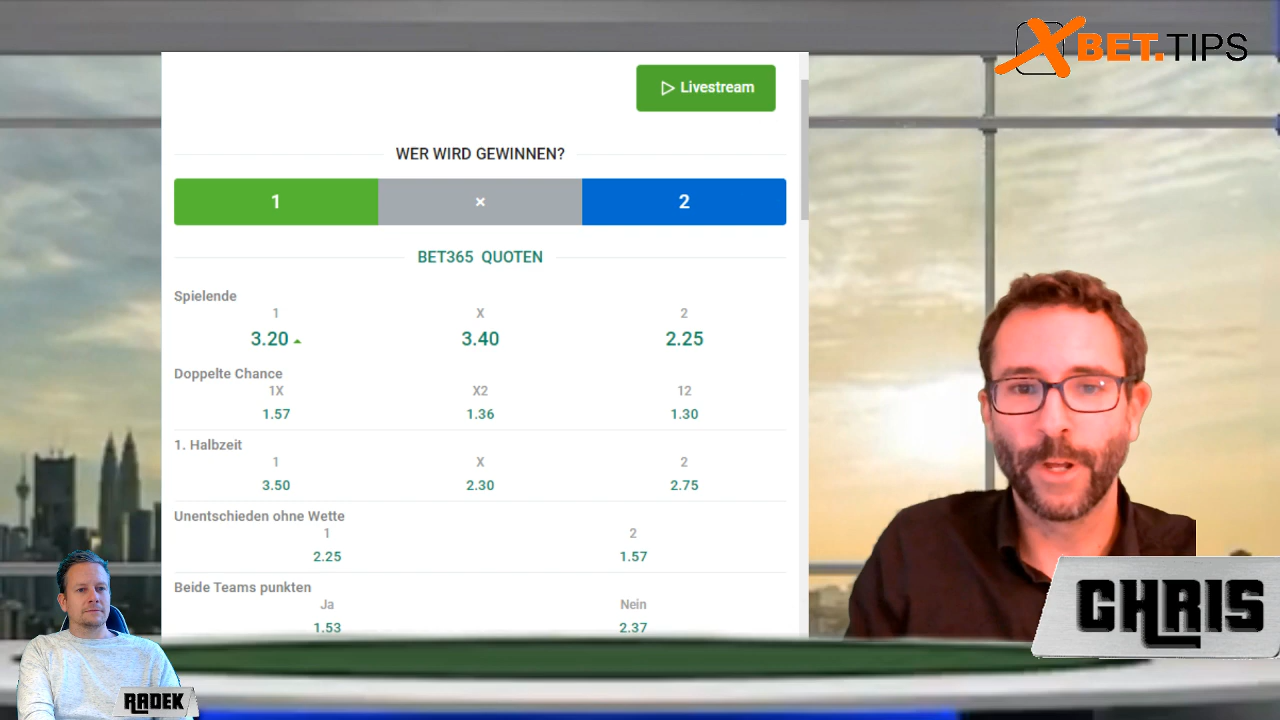 XBET.TIPS
Livestream
WER WIRD GEWINNEN?
1 × 2
BET365 QUOTEN
Spielende
1 X 2
3.20 3.40 2.25
Doppelte Chance
1X X2 12
1.57 1.36 1.30
1. Halbzeit
1 X 2
3.50 2.30 2.75
Unentschieden ohne Wette
1 2
2.25 1.57
Beide Teams punkten
Ja Nein
1.53 2.37
CHRIS
RADEK